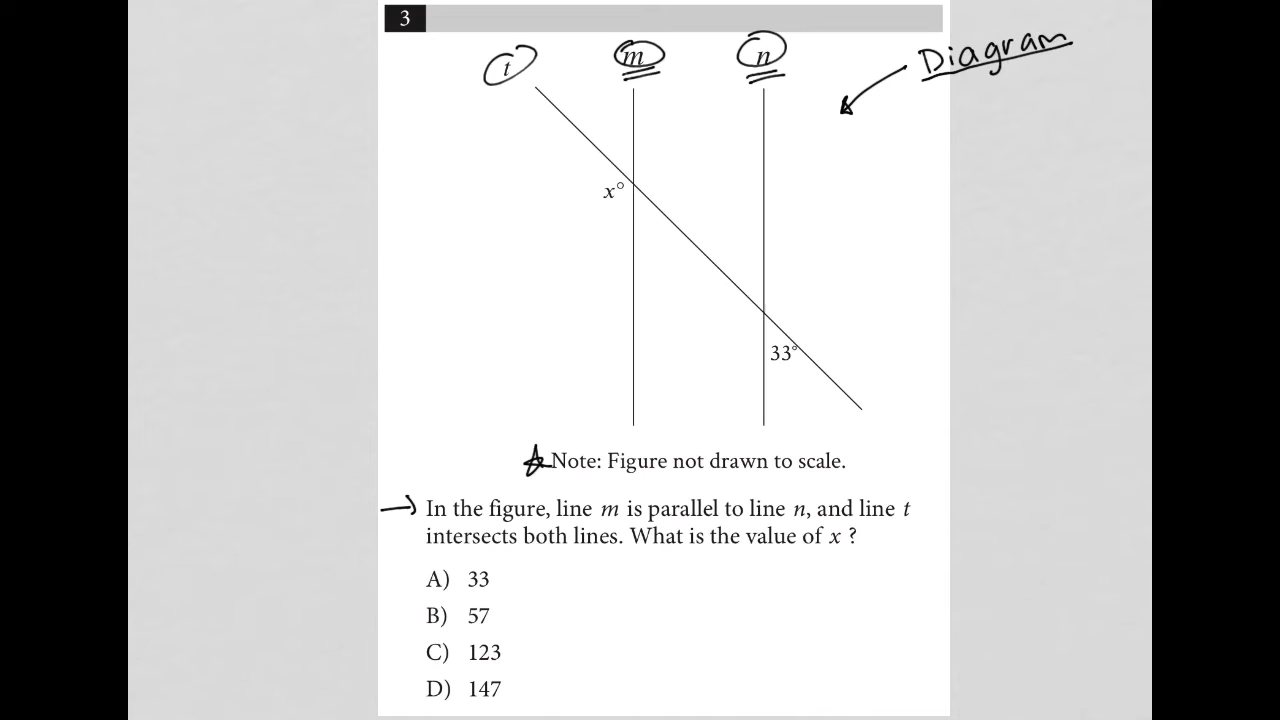 3
t
m
n
Diagram
x°
33°
Note: Figure not drawn to scale.
In the figure, line m is parallel to line n, and line t
intersects both lines. What is the value of x ?
A) 33
B) 57
C) 123
D) 147